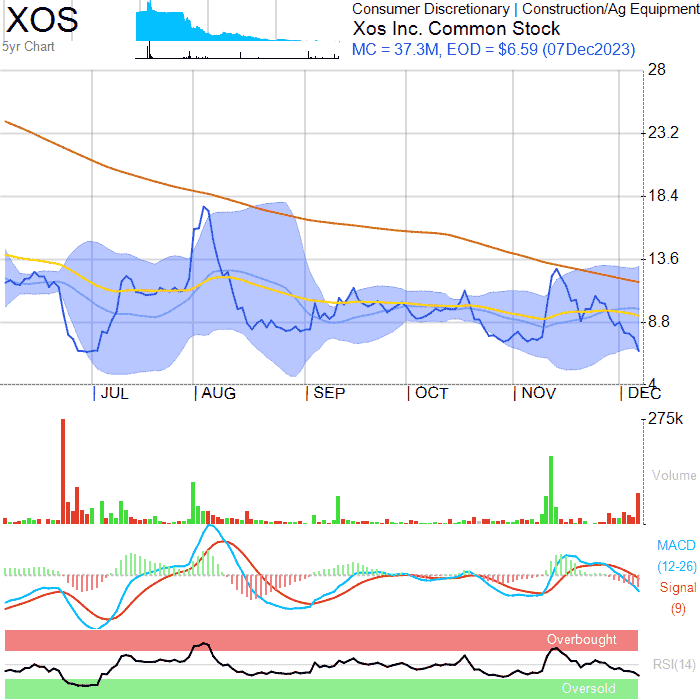 XOS
5yr Chart
Consumer Discretionary | Construction/Ag Equipment
Xos Inc. Common Stock
MC = 37.3M, EOD = $6.59 (07Dec2023)
28
23.2
18.4
13.6
8.8
4
JUL AUG SEP OCT NOV DEC
275k
Volume
MACD
(12-26)
Signal
(9)
Overbought
RSI(14)
Oversold